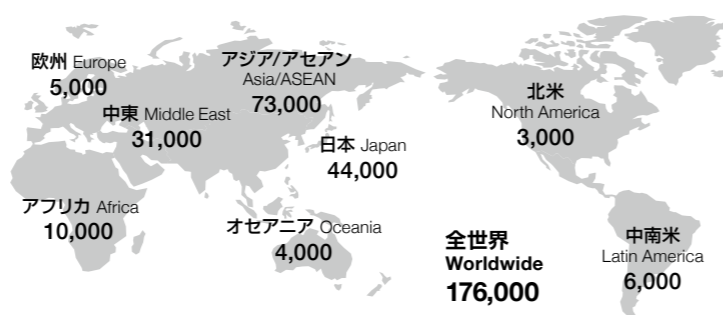 欧州 Europe
5,000
アジア/アセアン
Asia/ASEAN
73,000
中東 Middle East
31,000
日本 Japan
44,000
北米
North America
3,000
アフリカ Africa
10,000
オセアニア Oceania
4,000
全世界
Worldwide
176,000
中南米
Latin America
6,000